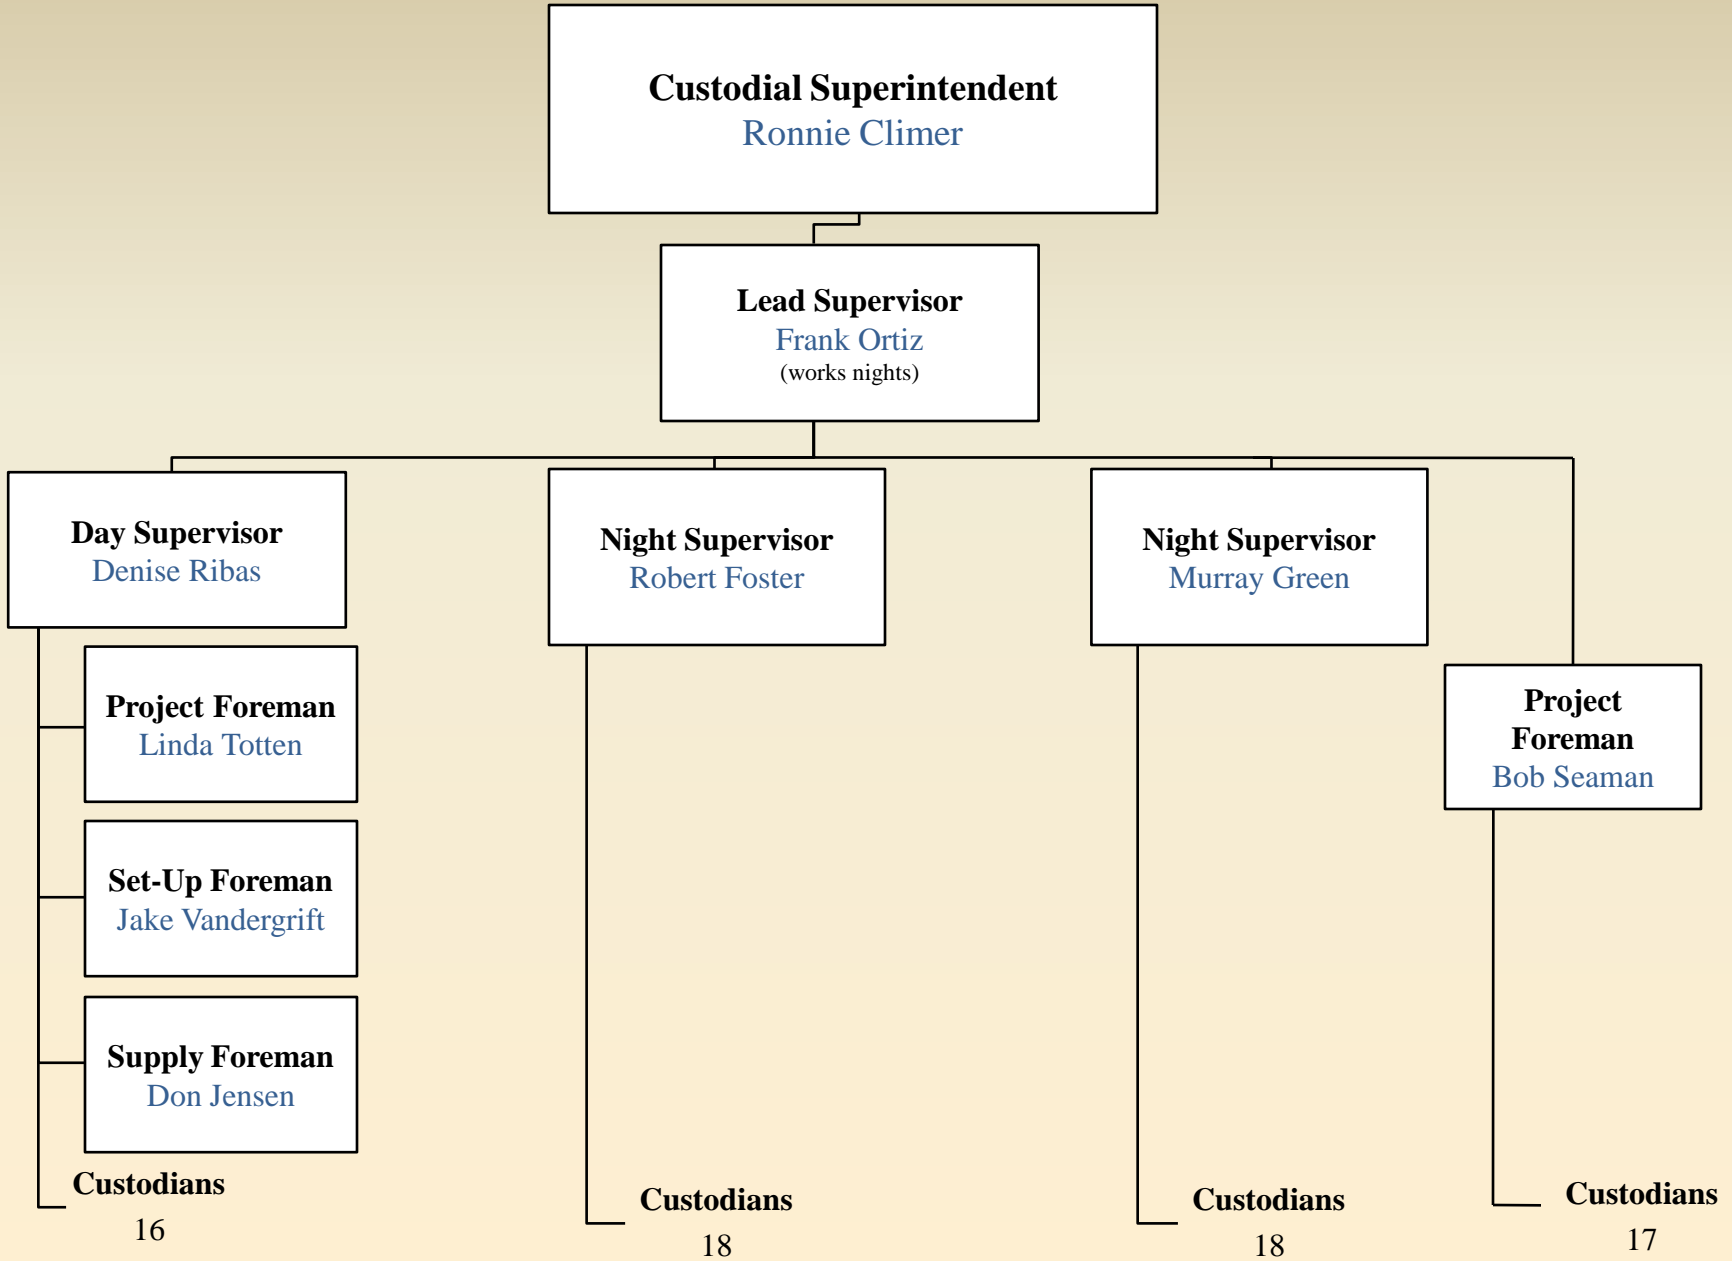 Custodial Superintendent
Ronnie Climer
Lead Supervisor
Frank Ortiz
(works nights)
Day Supervisor
Denise Ribas
Night Supervisor
Robert Foster
Night Supervisor
Murray Green
Project
Foreman
Bob Seaman
Project Foreman
Linda Totten
Set-Up Foreman
Jake Vandergrift
Supply Foreman
Don Jensen
Custodians
16
Custodians
18
Custodians
18
Custodians
17